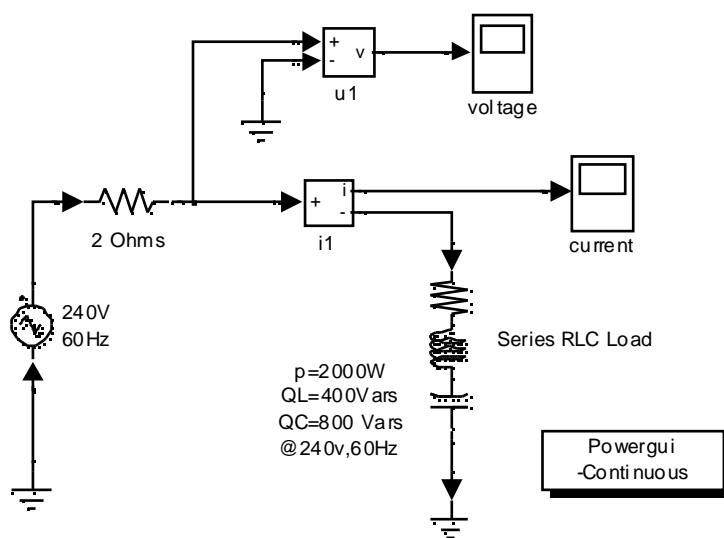 +
-
v
u1
voltage
2 Ohms
+
i
-
i1
current
240V
60Hz
Series RLC Load
p=2000W
QL=400Vars
QC=800 Vars
@240v,60Hz
Powergui
-Continuous